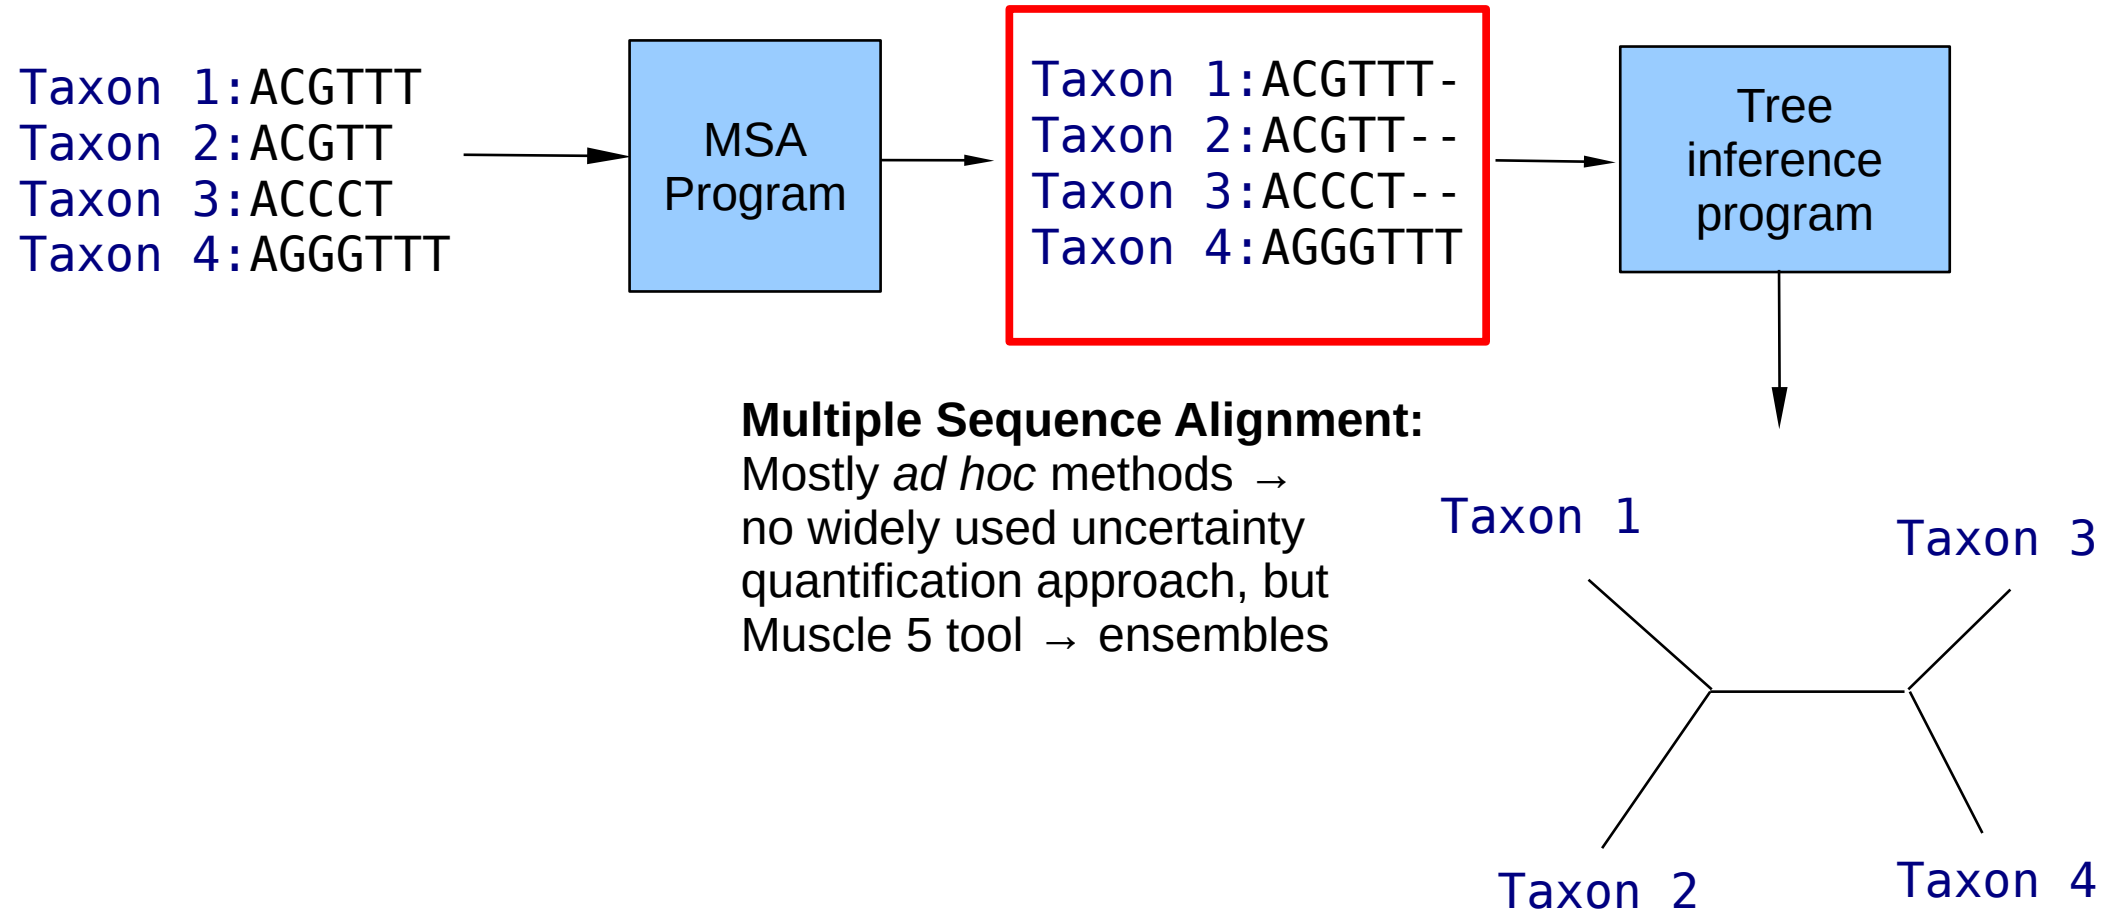 Taxon 1:ACGTTT
Taxon 2:ACGTT
Taxon 3:ACCCT
Taxon 4:AGGGTTT
MSA
Program
Taxon 1:ACGTTT-
Taxon 2:ACGTT--
Taxon 3:ACCCT--
Taxon 4:AGGGTTT
Tree
inference
program
Multiple Sequence Alignment:
Mostly ad hoc methods →
no widely used uncertainty
quantification approach, but
Muscle 5 tool → ensembles
Taxon 1
Taxon 3
Taxon 2
Taxon 4